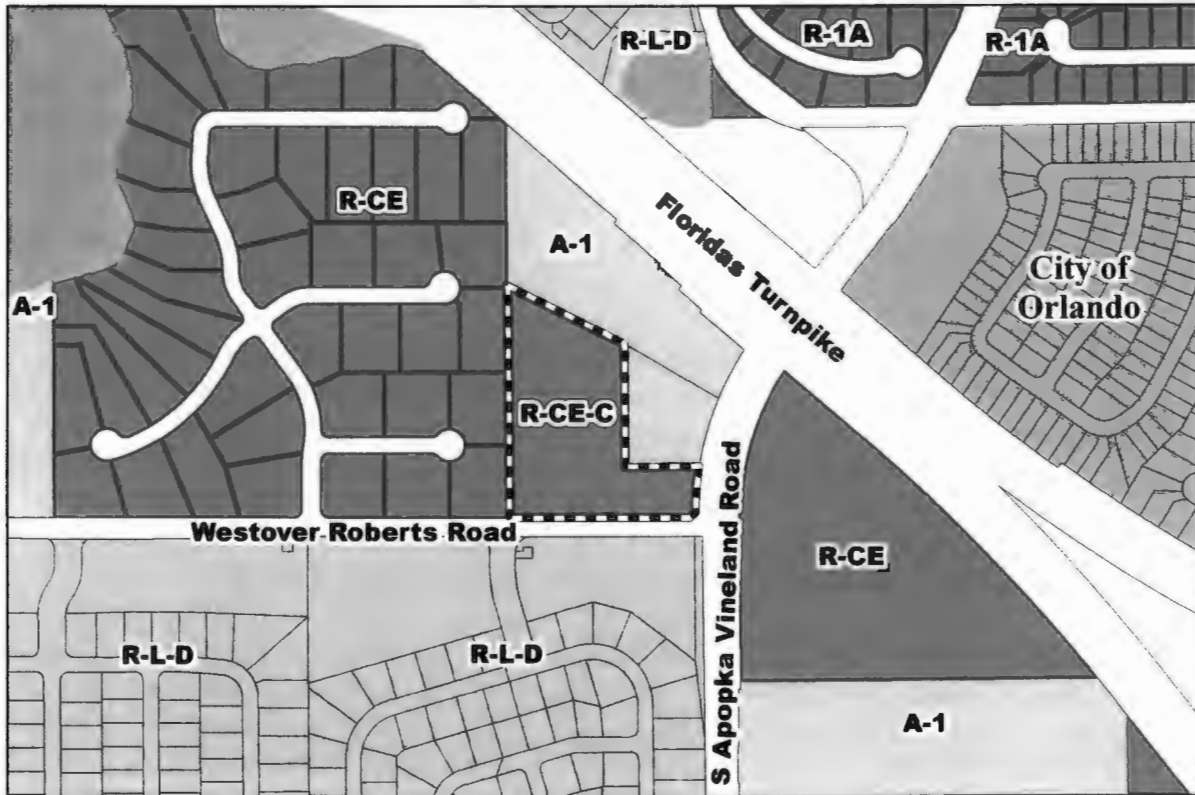 R-L-D
R-1A
R-1A
R-CE
A-1
Floridas Turnpike
City of
Orlando
A-1
R-CE-C
Westover Roberts Road
S Apopka Vineland Road
R-CE
R-L-D
R-L-D
A-1